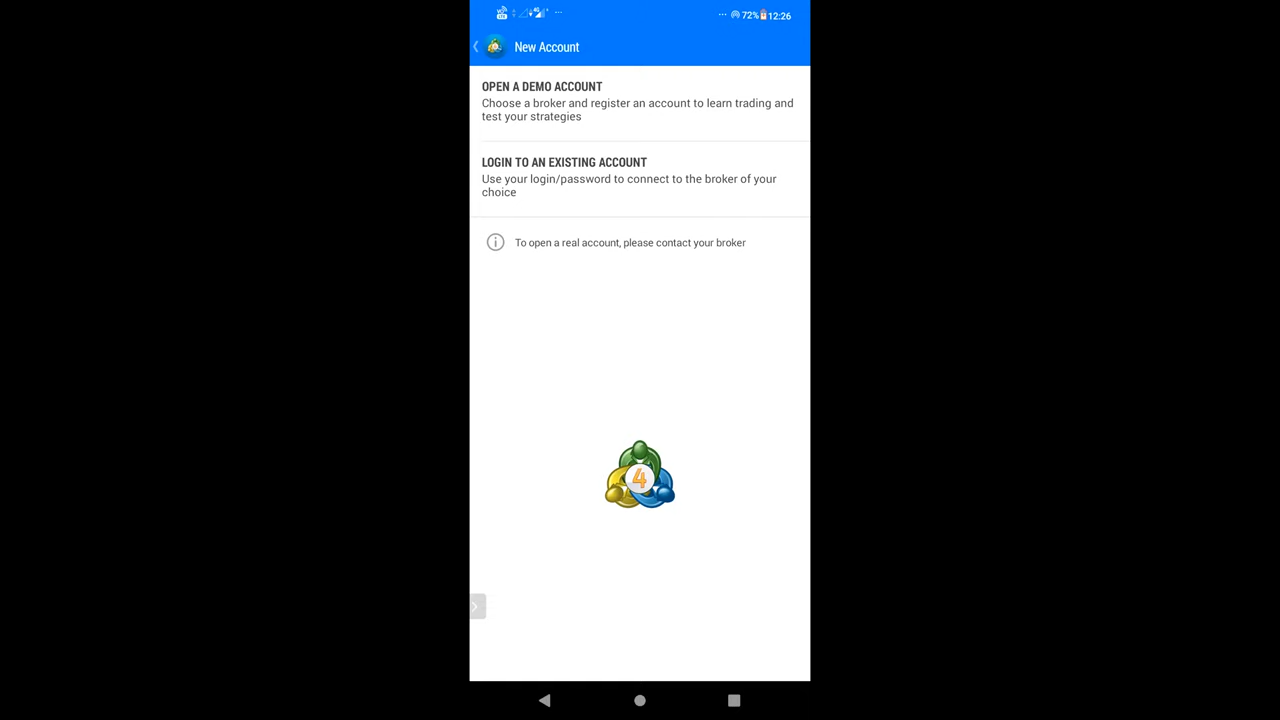 72% 12:26
New Account
OPEN A DEMO ACCOUNT
Choose a broker and register an account to learn trading and
test your strategies
LOGIN TO AN EXISTING ACCOUNT
Use your login/password to connect to the broker of your
choice
To open a real account, please contact your broker
4